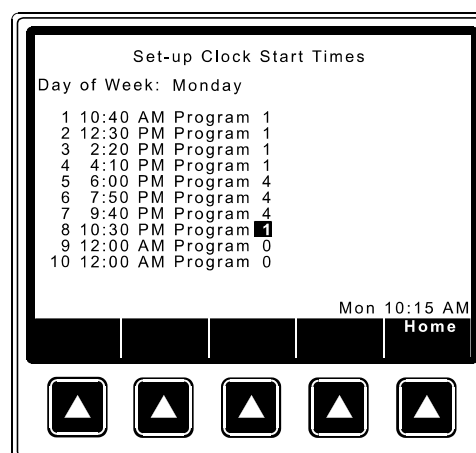 Set-up Clock Start Times
Day of Week: Monday
1 10:40 AM Program 1
2 12:30 PM Program 1
3 2:20 PM Program 1
4 4:10 PM Program 1
5 6:00 PM Program 4
6 7:50 PM Program 4
7 9:40 PM Program 4
8 10:30 PM Program 1
9 12:00 AM Program 0
10 12:00 AM Program 0
Mon 10:15 AM
Home